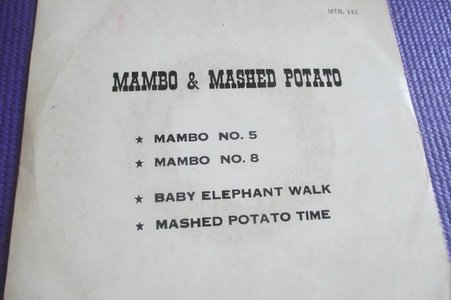 MTR. 142
MAMBO & MASHED POTATO
★ MAMBO NO. 5
★ MAMBO NO. 8
★ BABY ELEPHANT WALK
★ MASHED POTATO TIME